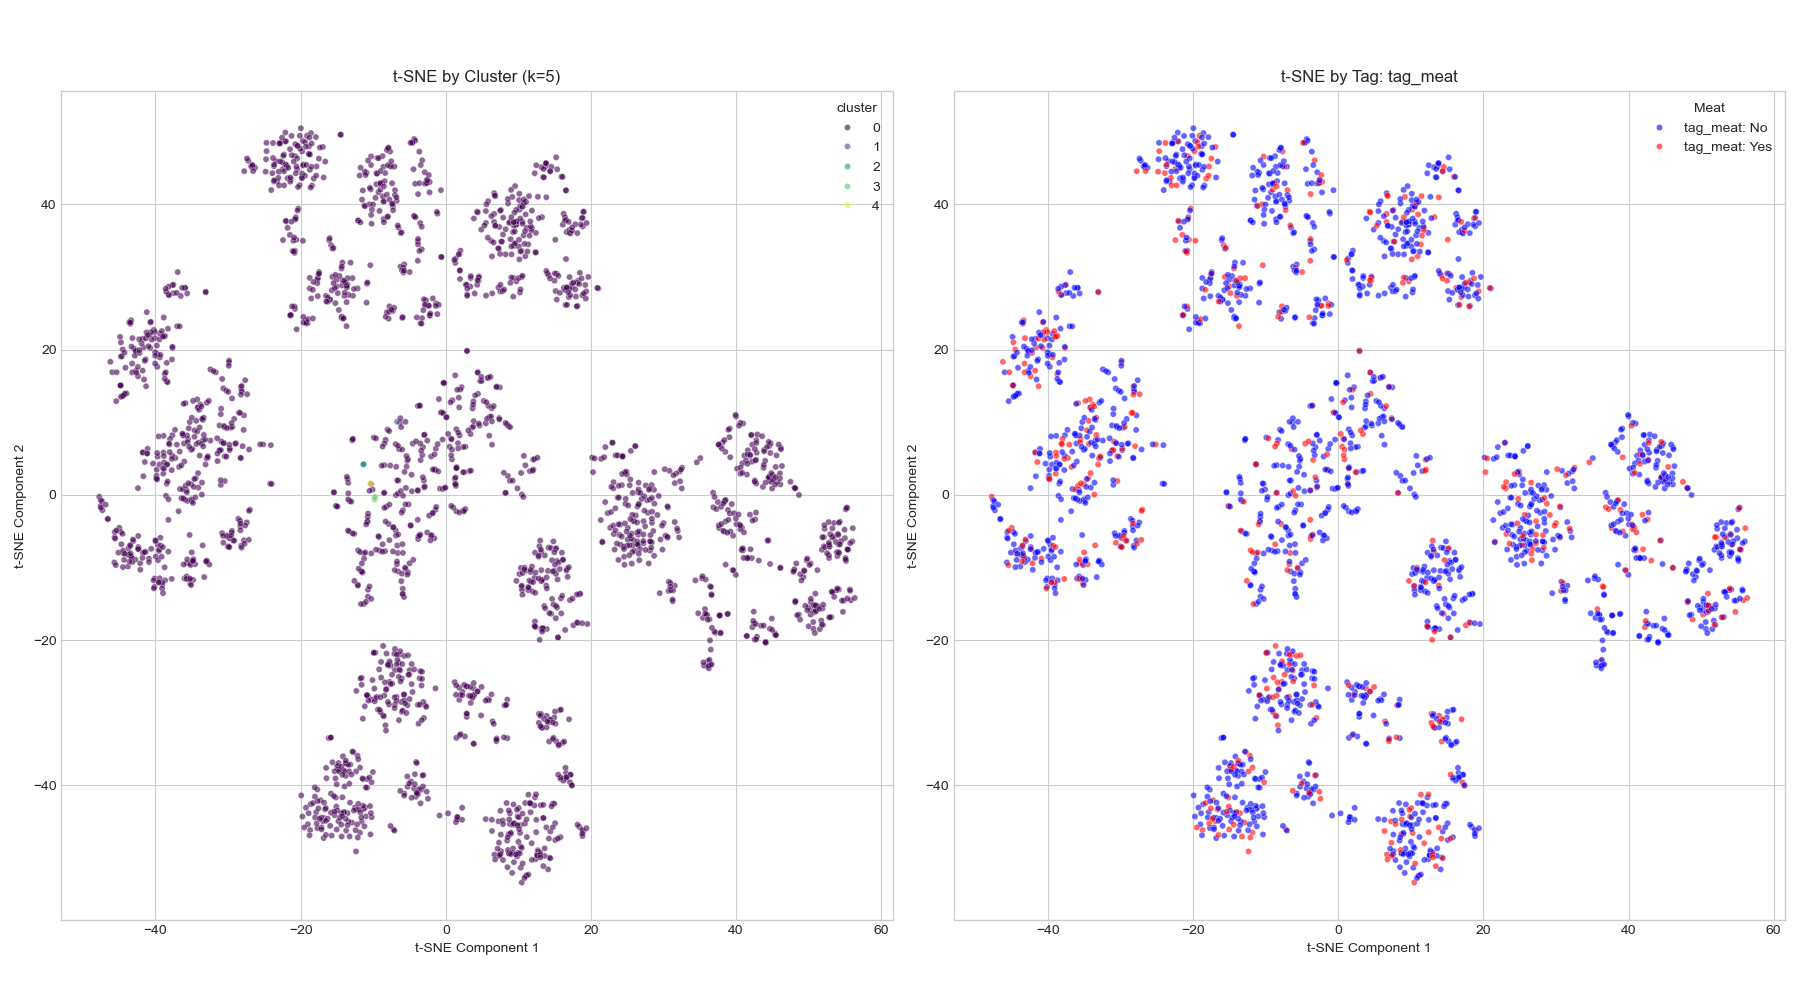 t-SNE by Cluster (k=5)
cluster
0
1
2
3
4
40
20
0
−20
−40
t-SNE Component 2
−40
−20
0
20
40
60
t-SNE Component 1
t-SNE by Tag: tag_meat
Meat
tag_meat: No
tag_meat: Yes
40
20
0
−20
−40
t-SNE Component 2
−40
−20
0
20
40
60
t-SNE Component 1